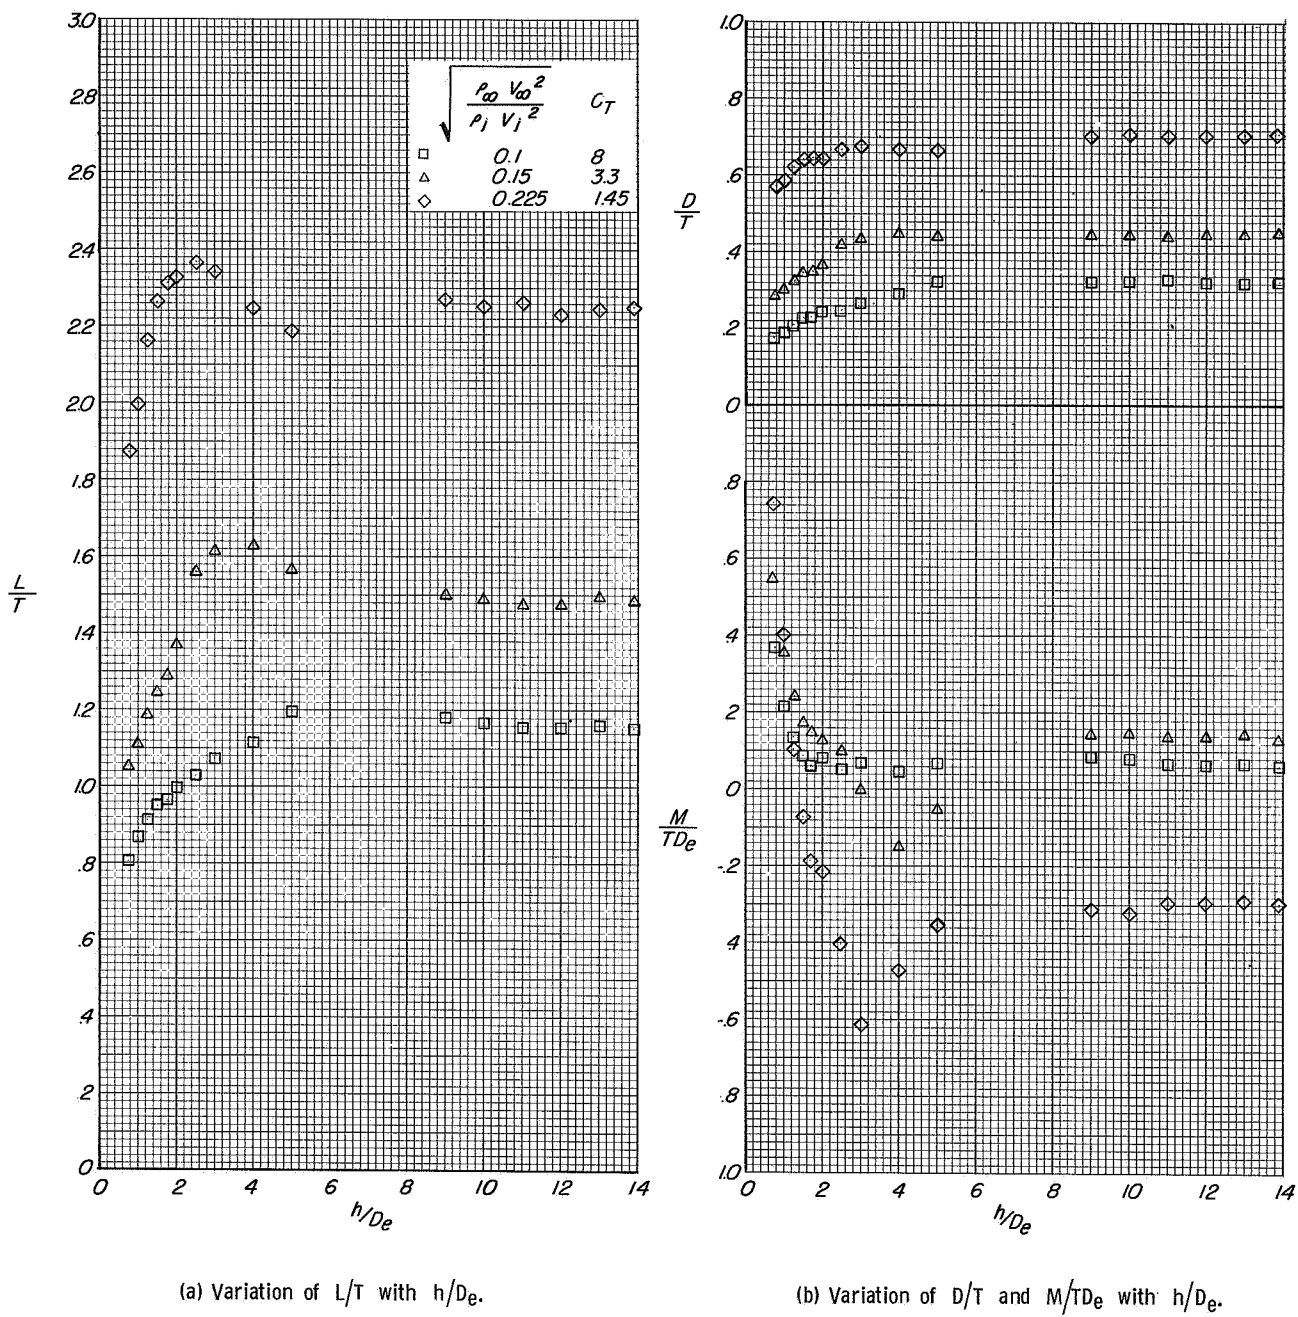 3.0
2.8
2.6
2.4
2.2
2.0
1.8
1.6
1.4
1.2
1.0
.8
.6
.4
.2
0
L
T
0 2 4 6 8 10 12 14
h/De
√ ρ∞ V∞² CT
ρj Vj²
□ 0.1 8
△ 0.15 3.3
◇ 0.225 1.45
(a) Variation of L/T with h/De.
1.0
.8
.6
.4
.2
0
D
T
.8
.6
.4
.2
0
-.2
.4
-.6
.8
1.0
M
TDe
0 2 4 6 8 10 12 14
h/De
(b) Variation of D/T and M/TDe with h/De.